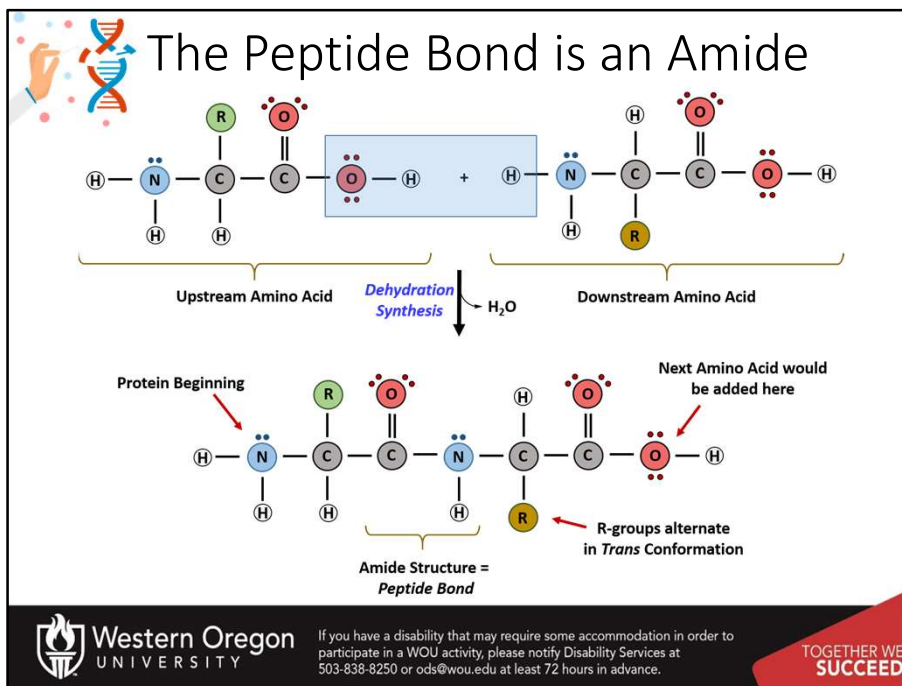 The Peptide Bond is an Amide
R O H O
H N C C O H + H N C C O H
H H H R
Upstream Amino Acid
Dehydration
Synthesis
H₂O
Downstream Amino Acid
Protein Beginning
Next Amino Acid would
be added here
R O H O
H N C C N C C O H
H H H R
R-groups alternate
in Trans Conformation
Amide Structure =
Peptide Bond
Western Oregon
UNIVERSITY
If you have a disability that may require some accommodation in order to
participate in a WOU activity, please notify Disability Services at
503-838-8250 or ods@wou.edu at least 72 hours in advance.
TOGETHER WE
SUCCEED